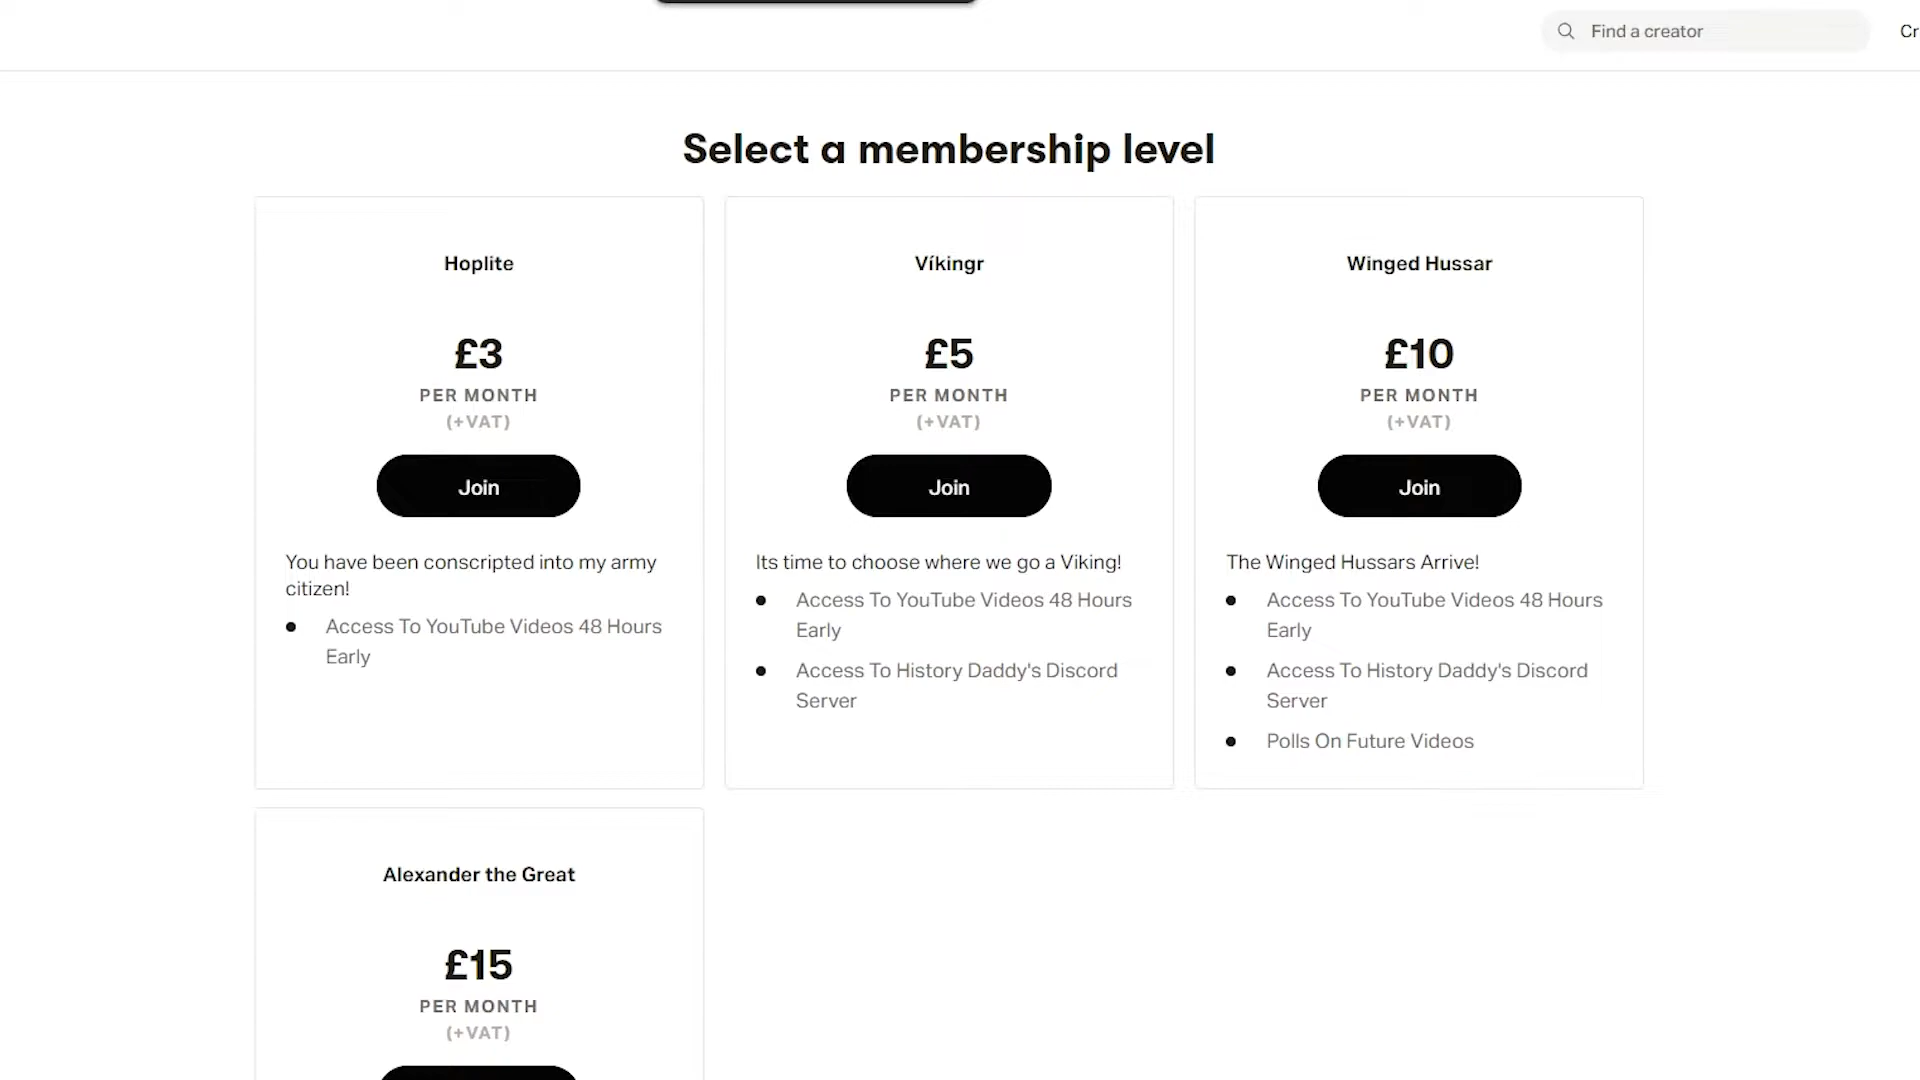 Find a creator
Cr
Select a membership level
Hoplite
£3
PER MONTH
(+VAT)
Join
You have been conscripted into my army
citizen!
Access To YouTube Videos 48 Hours
Early
Víkingr
£5
PER MONTH
(+VAT)
Join
Its time to choose where we go a Viking!
Access To YouTube Videos 48 Hours
Early
Access To History Daddy's Discord
Server
Winged Hussar
£10
PER MONTH
(+VAT)
Join
The Winged Hussars Arrive!
Access To YouTube Videos 48 Hours
Early
Access To History Daddy's Discord
Server
Polls On Future Videos
Alexander the Great
£15
PER MONTH
(+VAT)